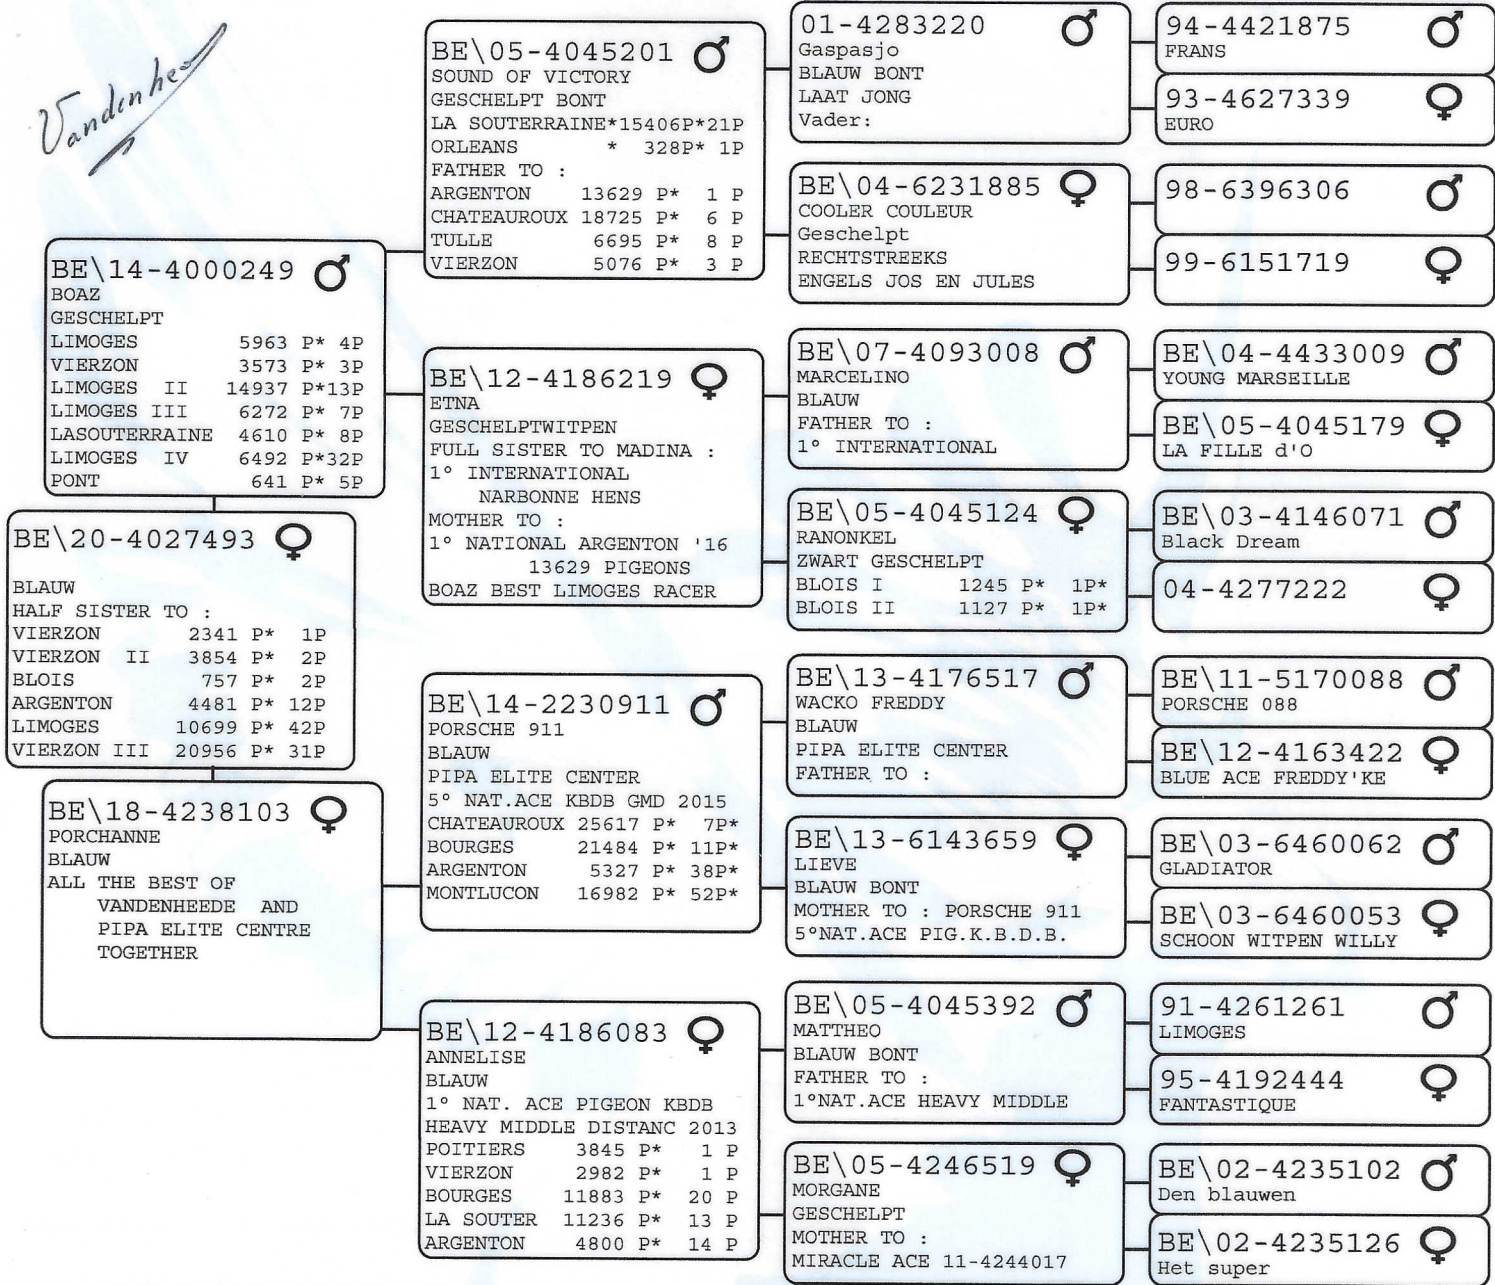 Vandenhee
BE\05-4045201 ♂
SOUND OF VICTORY
GESCHELPT BONT
LA SOUTERRAINE*15406P*21P
ORLEANS * 328P* 1P
FATHER TO :
ARGENTON 13629 P* 1 P
CHATEAUROUX 18725 P* 6 P
TULLE 6695 P* 8 P
VIERZON 5076 P* 3 P
01-4283220 ♂
Gaspasjo
BLAUW BONT
LAAT JONG
Vader:
94-4421875 ♂
FRANS
93-4627339 ♀
EURO
BE\04-6231885 ♀
COOLER COULEUR
Geschelpt
RECHTSTREEKS
ENGELS JOS EN JULES
98-6396306 ♂
99-6151719 ♀
BE\14-4000249 ♂
BOAZ
GESCHELPT
LIMOGES 5963 P* 4P
VIERZON 3573 P* 3P
LIMOGES II 14937 P*13P
LIMOGES III 6272 P* 7P
LASOUTERRAINE 4610 P* 8P
LIMOGES IV 6492 P*32P
PONT 641 P* 5P
BE\12-4186219 ♀
ETNA
GESCHELPTWITPEN
FULL SISTER TO MADINA :
1° INTERNATIONAL
NARBONNE HENS
MOTHER TO :
1° NATIONAL ARGENTON '16
13629 PIGEONS
BOAZ BEST LIMOGES RACER
BE\07-4093008 ♂
MARCELINO
BLAUW
FATHER TO :
1° INTERNATIONAL
BE\04-4433009 ♂
YOUNG MARSEILLE
BE\05-4045179 ♀
LA FILLE d'O
BE\05-4045124 ♀
RANONKEL
ZWART GESCHELPT
BLOIS I 1245 P* 1P*
BLOIS II 1127 P* 1P*
BE\03-4146071 ♂
Black Dream
04-4277222 ♀
BE\20-4027493 ♀
BLAUW
HALF SISTER TO :
VIERZON 2341 P* 1P
VIERZON II 3854 P* 2P
BLOIS 757 P* 2P
ARGENTON 4481 P* 12P
LIMOGES 10699 P* 42P
VIERZON III 20956 P* 31P
BE\14-2230911 ♂
PORSCHE 911
BLAUW
PIPA ELITE CENTER
5° NAT.ACE KBDB GMD 2015
CHATEAUROUX 25617 P* 7P*
BOURGES 21484 P* 11P*
ARGENTON 5327 P* 38P*
MONTLUCON 16982 P* 52P*
BE\13-4176517 ♂
WACKO FREDDY
BLAUW
PIPA ELITE CENTER
FATHER TO :
BE\11-5170088 ♂
PORSCHE 088
BE\12-4163422 ♀
BLUE ACE FREDDY'KE
BE\13-6143659 ♀
LIEVE
BLAUW BONT
MOTHER TO : PORSCHE 911
5°NAT.ACE PIG.K.B.D.B.
BE\03-6460062 ♂
GLADIATOR
BE\03-6460053 ♀
SCHOON WITPEN WILLY
BE\18-4238103 ♀
PORCHANNE
BLAUW
ALL THE BEST OF
VANDENHEEDE AND
PIPA ELITE CENTRE
TOGETHER
BE\12-4186083 ♀
ANNELISE
BLAUW
1° NAT. ACE PIGEON KBDB
HEAVY MIDDLE DISTANC 2013
POITIERS 3845 P* 1 P
VIERZON 2982 P* 1 P
BOURGES 11883 P* 20 P
LA SOUTER 11236 P* 13 P
ARGENTON 4800 P* 14 P
BE\05-4045392 ♂
MATTHEO
BLAUW BONT
FATHER TO :
1°NAT.ACE HEAVY MIDDLE
91-4261261 ♂
LIMOGES
95-4192444 ♀
FANTASTIQUE
BE\05-4246519 ♀
MORGANE
GESCHELPT
MOTHER TO :
MIRACLE ACE 11-4244017
BE\02-4235102 ♂
Den blauwen
BE\02-4235126 ♀
Het super